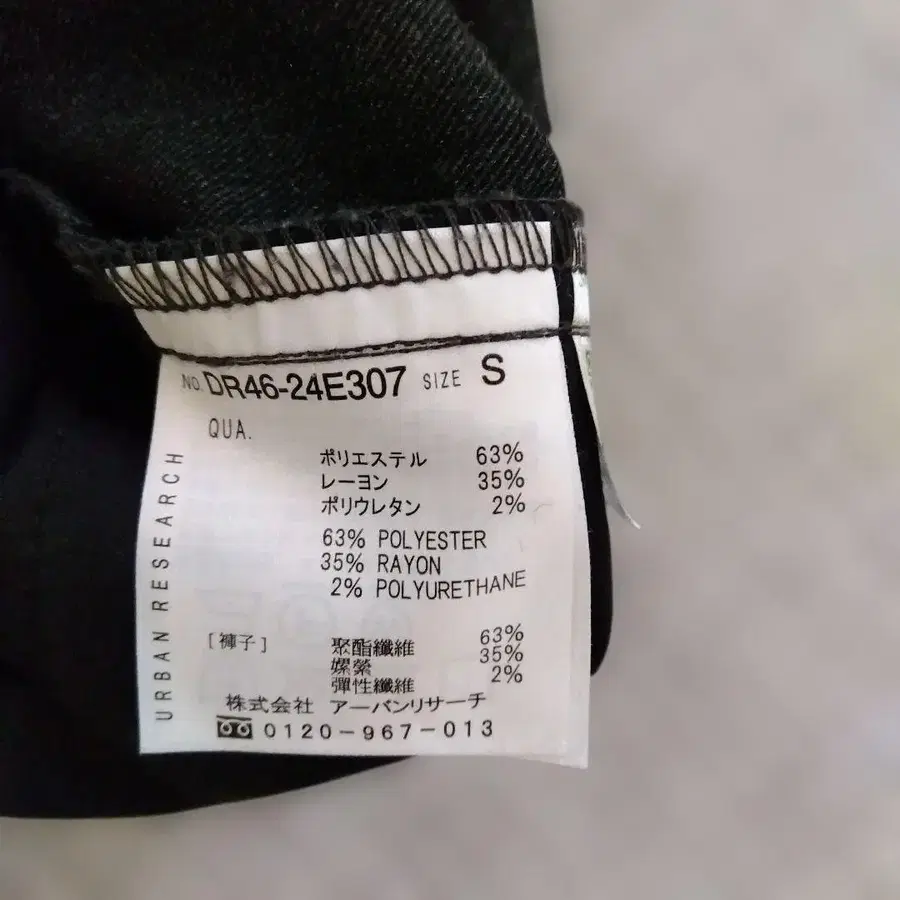 NO. DR46-24E307 SIZE S
QUA.
ポリエステル 63%
レーヨン 35%
ポリウレタン 2%
63% POLYESTER
35% RAYON
2% POLYURETHANE
[褲子] 聚酯纖維 63%
嫘縈 35%
彈性纖維 2%
株式会社 アーバンリサーチ
0120-967-013
URBAN RESEARCH